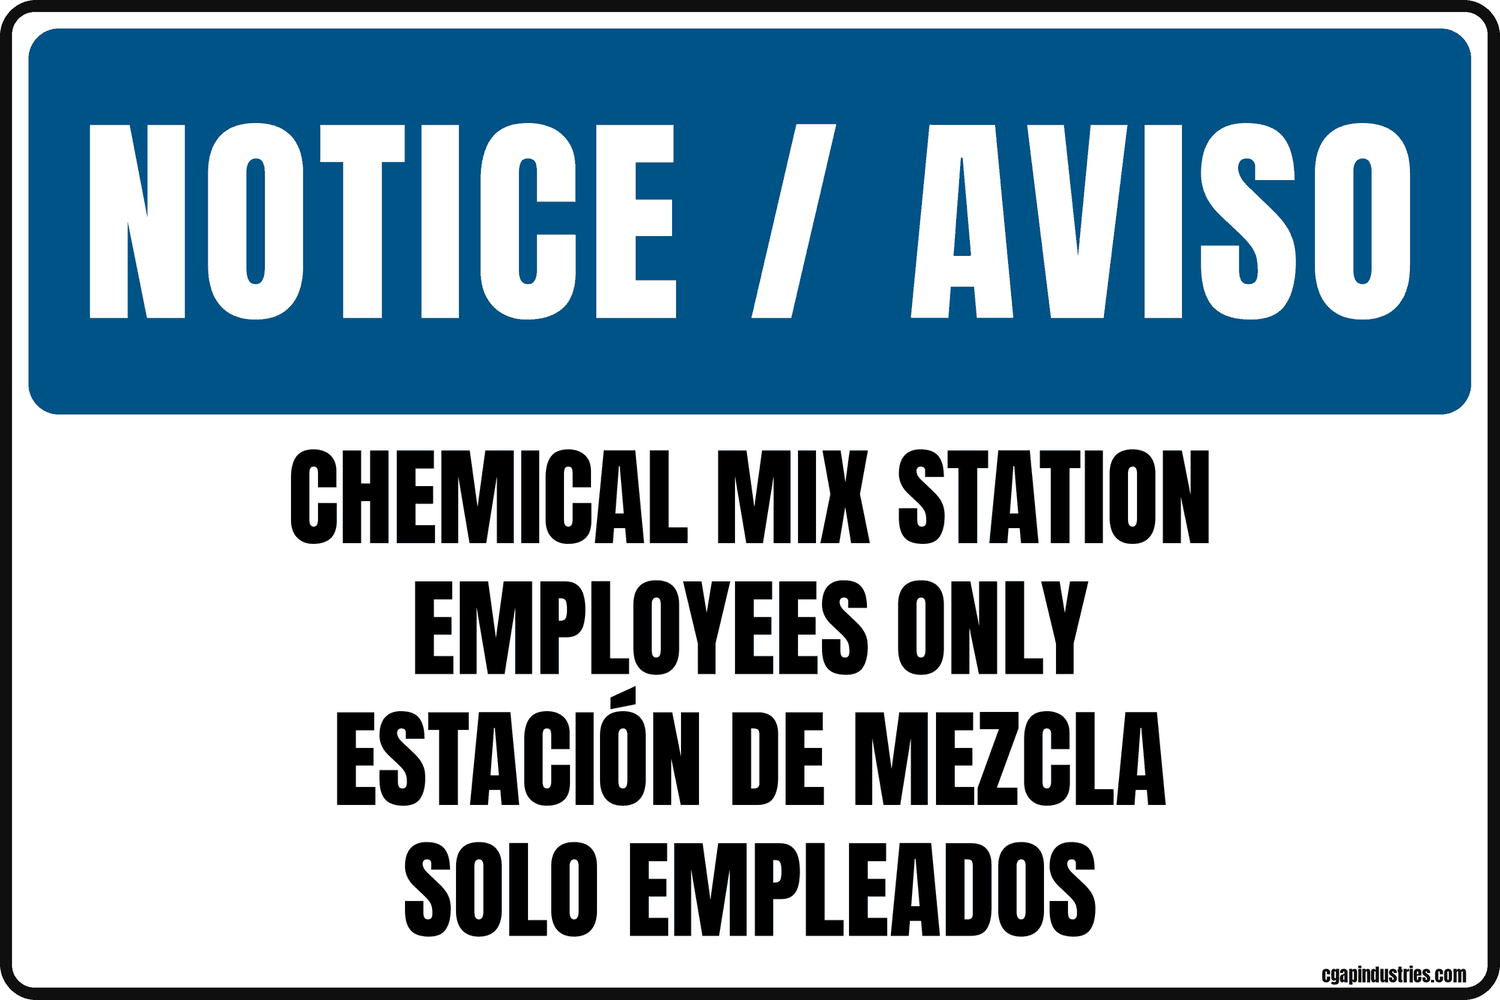 NOTICE / AVISO
CHEMICAL MIX STATION
EMPLOYEES ONLY
ESTACIÓN DE MEZCLA
SOLO EMPLEADOS
cgapindustries.com